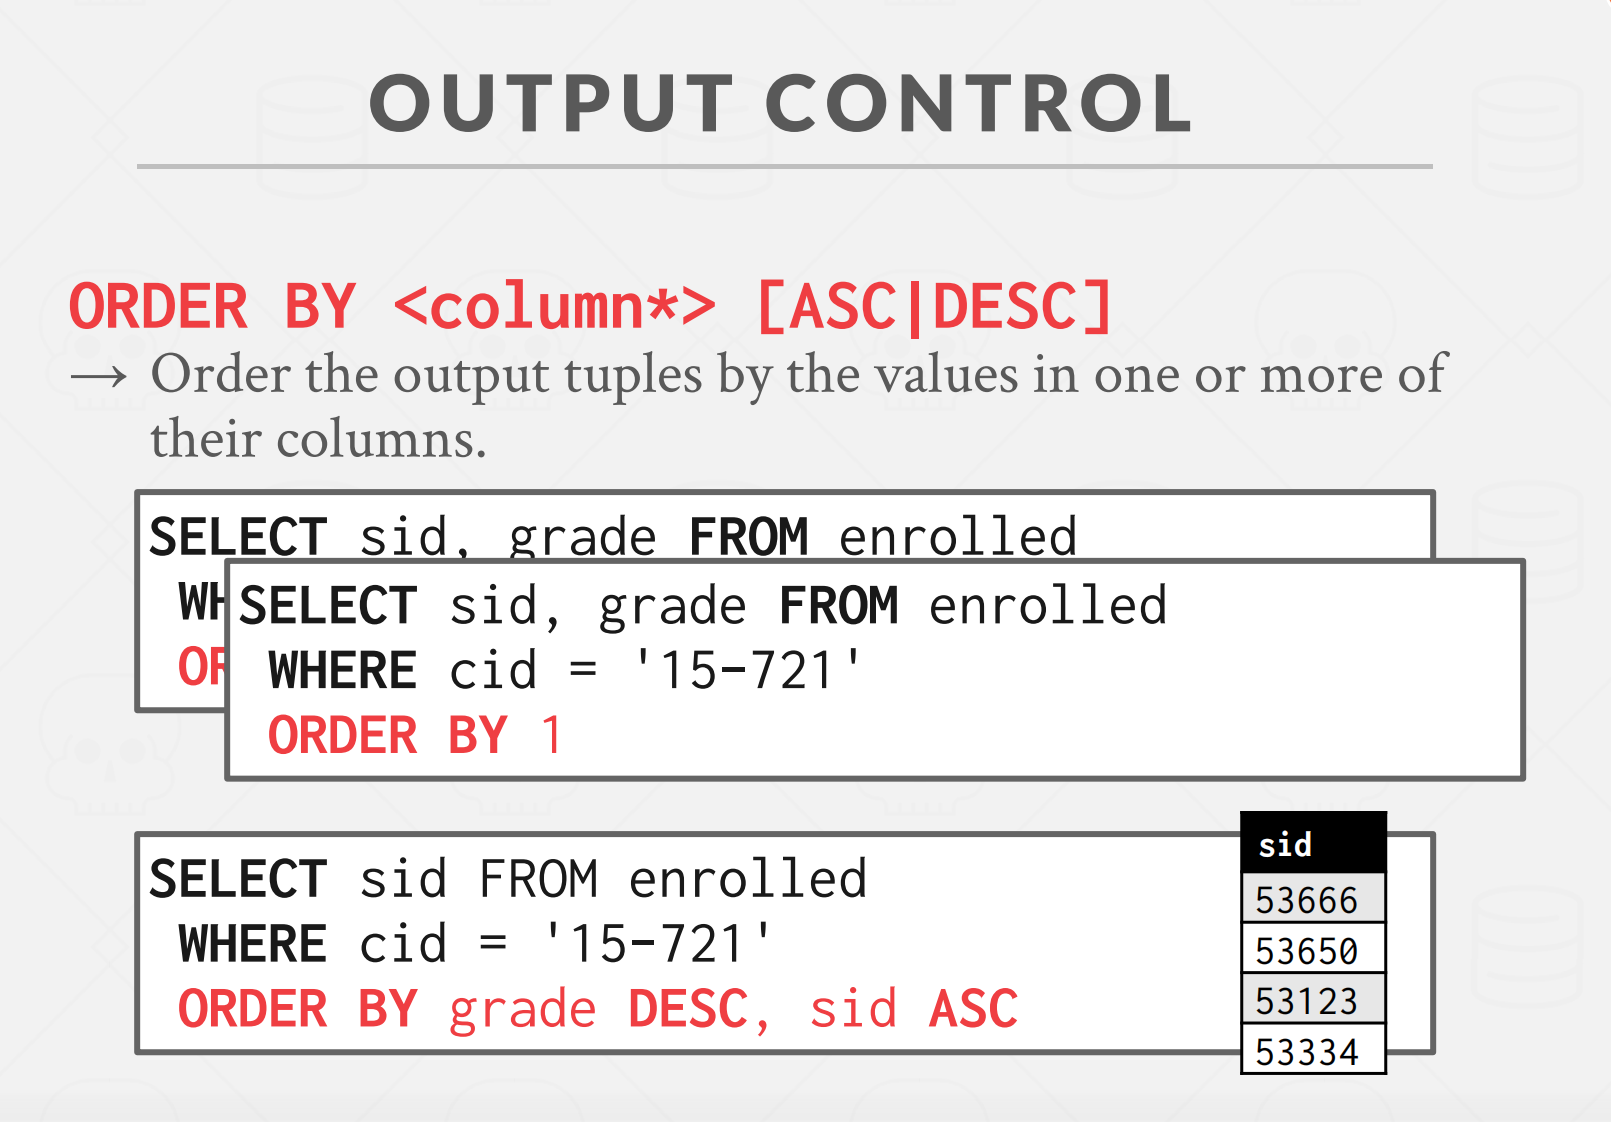 OUTPUT CONTROL
ORDER BY <column*> [ASC|DESC]
→ Order the output tuples by the values in one or more of
their columns.
SELECT sid, grade FROM enrolled
SELECT sid, grade FROM enrolled
WHERE cid = '15-721'
ORDER BY 1
SELECT sid FROM enrolled
WHERE cid = '15-721'
ORDER BY grade DESC, sid ASC
sid
53666
53650
53123
53334